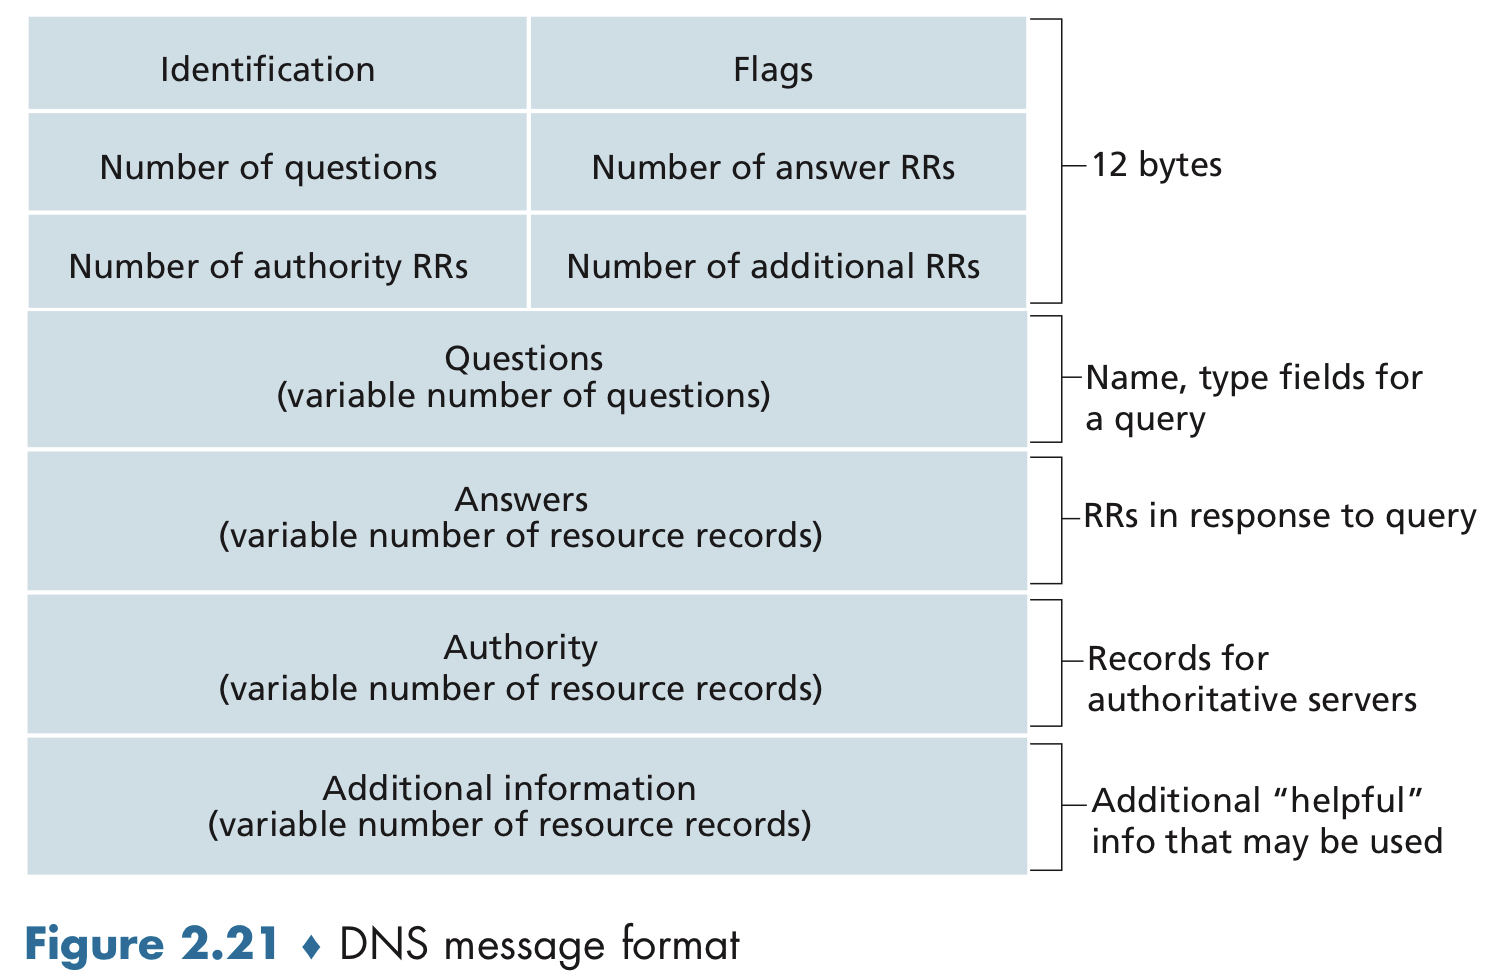 Identification
Flags
Number of questions
Number of answer RRs
12 bytes
Number of authority RRs
Number of additional RRs
Questions
(variable number of questions)
Name, type fields for
a query
Answers
(variable number of resource records)
RRs in response to query
Authority
(variable number of resource records)
Records for
authoritative servers
Additional information
(variable number of resource records)
Additional “helpful”
info that may be used
Figure 2.21 ♦ DNS message format